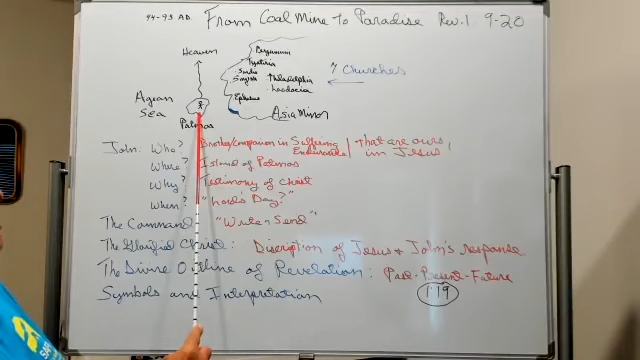 94-95 AD. From Coal Mine To Paradise Rev. 1 9-20
Heaven
Pergamum
Thyatira
Sardis
Smyrna
Philadelphia
Laodacia
Ephesus
7 Churches
Agean
Sea
Asia Minor
Patmos
John: Who? Brother/Companion in Suffering Endurance that are ours in Jesus,
Where? Island of Patmos
Why? Testimony of Christ
When? "Lord's Day?"
The Command "Write + Send"
The Glorified Christ: Discription of Jesus + John's response
The Divine Outline of Revelation: Past-Present-Future
1:19
Symbols and Interpretation